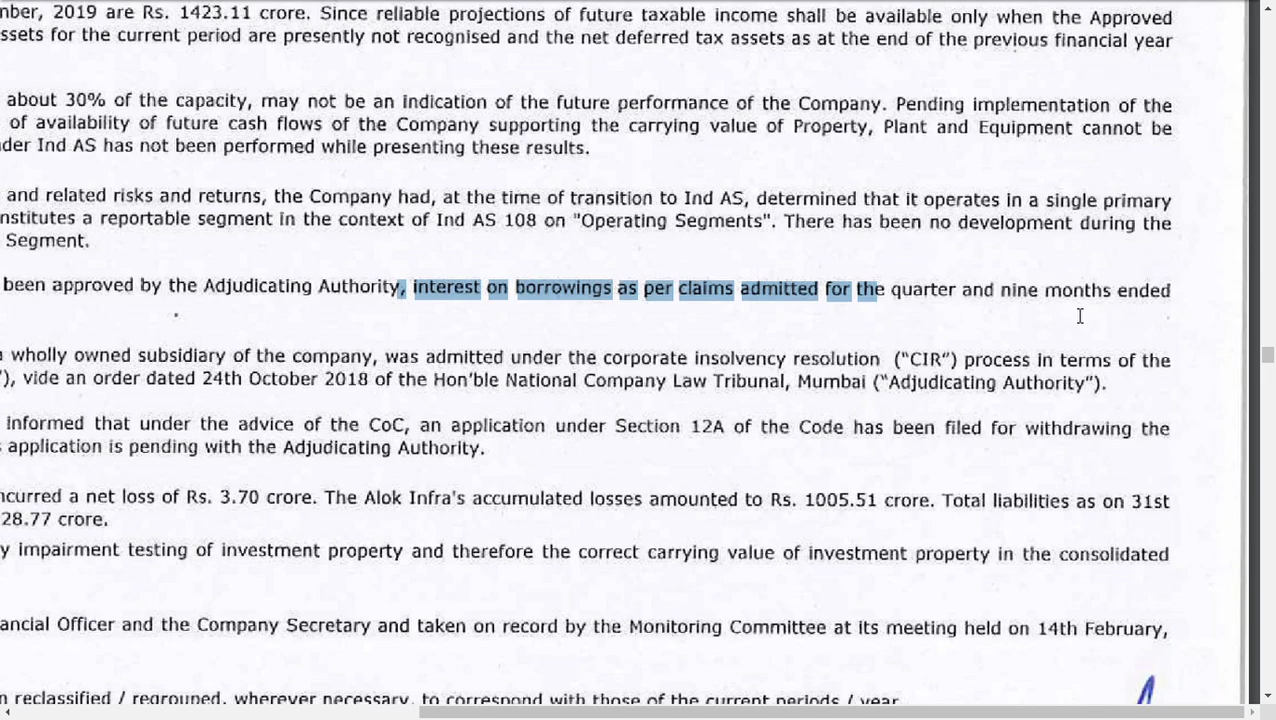 nber, 2019 are Rs. 1423.11 crore. Since reliable projections of future taxable income shall be available only when the Approved
ssets for the current period are presently not recognised and the net deferred tax assets as at the end of the previous financial year
about 30% of the capacity, may not be an indication of the future performance of the Company. Pending implementation of the
of availability of future cash flows of the Company supporting the carrying value of Property, Plant and Equipment cannot be
der Ind AS has not been performed while presenting these results.
and related risks and returns, the Company had, at the time of transition to Ind AS, determined that it operates in a single primary
nstitutes a reportable segment in the context of Ind AS 108 on "Operating Segments". There has been no development during the
Segment.
been approved by the Adjudicating Authority, interest on borrowings as per claims admitted for the quarter and nine months ended
wholly owned subsidiary of the company, was admitted under the corporate insolvency resolution ("CIR") process in terms of the
"), vide an order dated 24th October 2018 of the Hon'ble National Company Law Tribunal, Mumbai ("Adjudicating Authority").
informed that under the advice of the CoC, an application under Section 12A of the Code has been filed for withdrawing the
application is pending with the Adjudicating Authority.
ncurred a net loss of Rs. 3.70 crore. The Alok Infra's accumulated losses amounted to Rs. 1005.51 crore. Total liabilities as on 31st
28.77 crore.
y impairment testing of investment property and therefore the correct carrying value of investment property in the consolidated
ancial Officer and the Company Secretary and taken on record by the Monitoring Committee at its meeting held on 14th February,
n reclassified / regrouped, wherever necessary, to correspond with those of the current periods / year